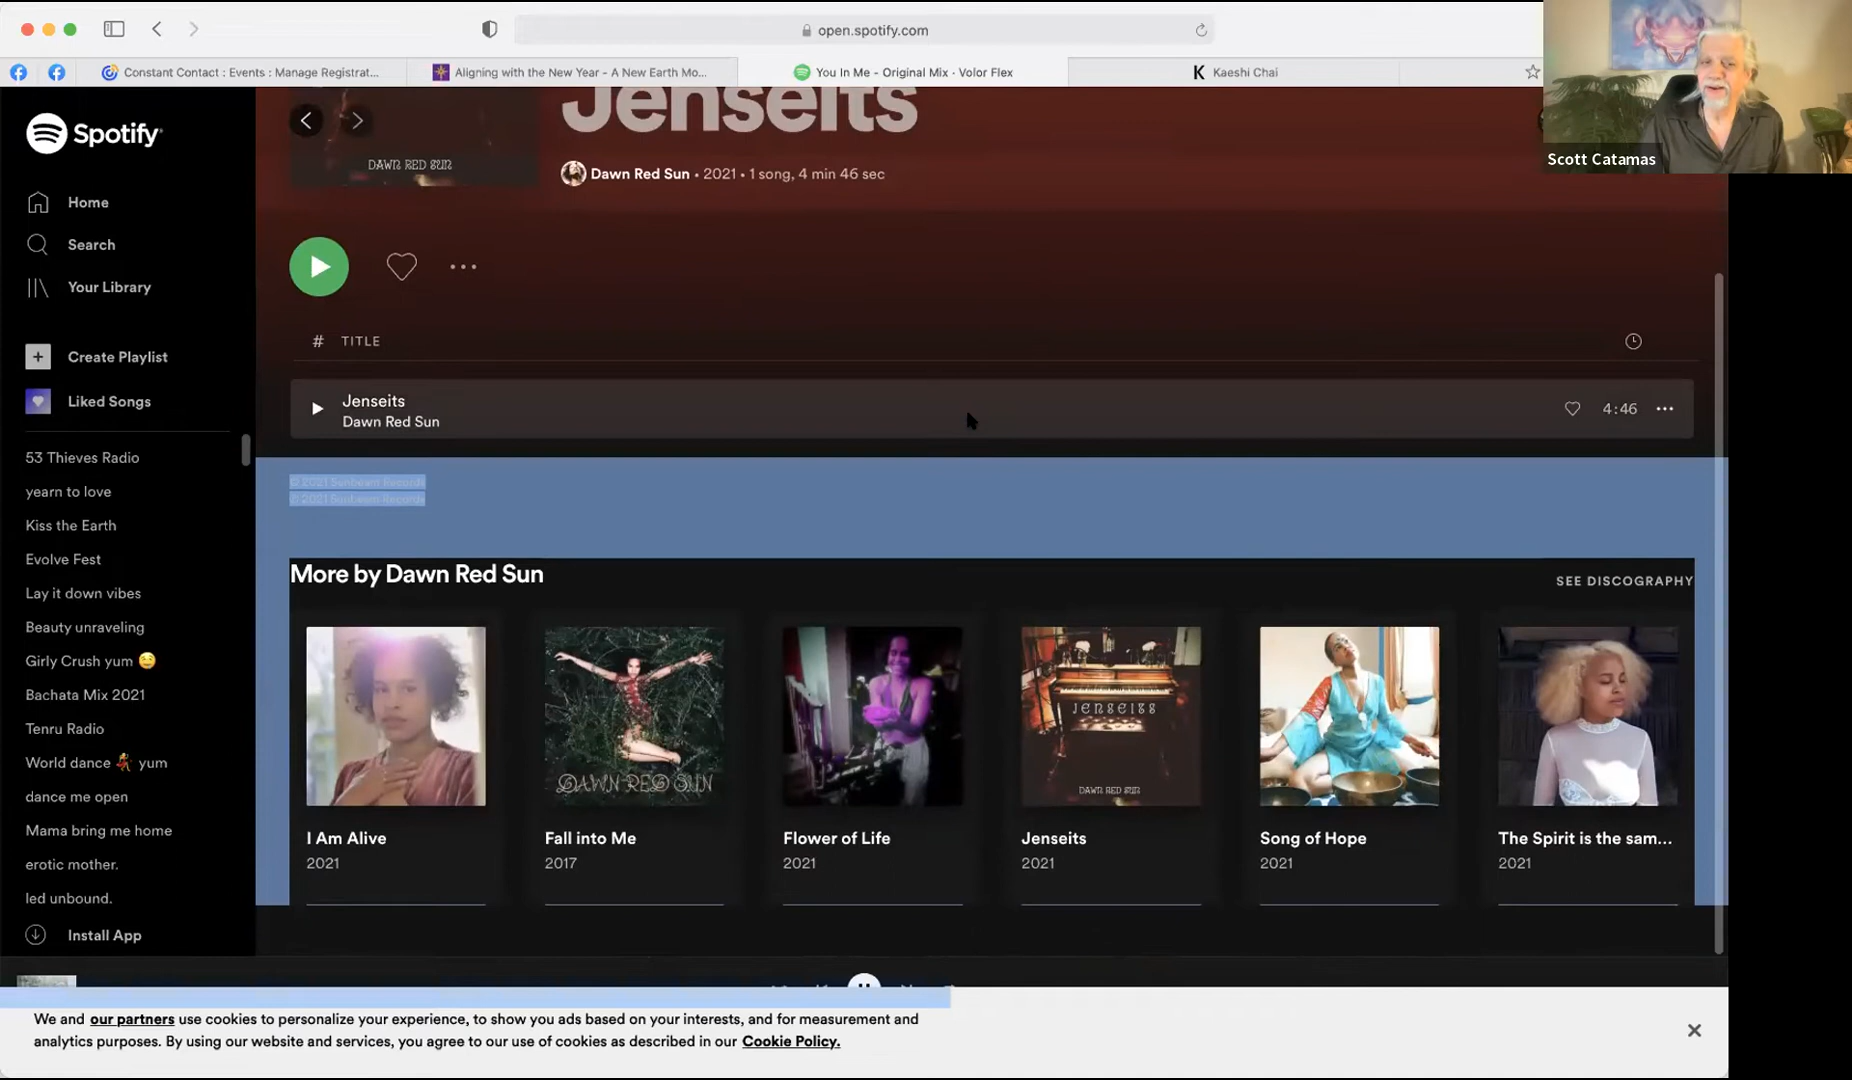 open.spotify.com
Constant Contact : Events : Manage Registrat...
Aligning with the New Year - A New Earth Mo...
You In Me - Original Mix · Volor Flex
Kaeshi Chai
Scott Catamas
Spotify
Home
Search
Your Library
Create Playlist
Liked Songs
53 Thieves Radio
yearn to love
Kiss the Earth
Evolve Fest
Lay it down vibes
Beauty unraveling
Girly Crush yum 😉
Bachata Mix 2021
Tenru Radio
World dance 💃 yum
dance me open
Mama bring me home
erotic mother.
led unbound.
Install App
DAWN RED SUN
Jenseits
Dawn Red Sun • 2021 • 1 song, 4 min 46 sec
# TITLE
Jenseits
Dawn Red Sun
4:46
© 2021 Sunbeam Records
℗ 2021 Sunbeam Records
More by Dawn Red Sun
SEE DISCOGRAPHY
DAWN RED SUN
JENSEITS
DAWN RED SUN
I Am Alive
2021
Fall into Me
2017
Flower of Life
2021
Jenseits
2021
Song of Hope
2021
The Spirit is the sam...
2021
We and our partners use cookies to personalize your experience, to show you ads based on your interests, and for measurement and
analytics purposes. By using our website and services, you agree to our use of cookies as described in our Cookie Policy.